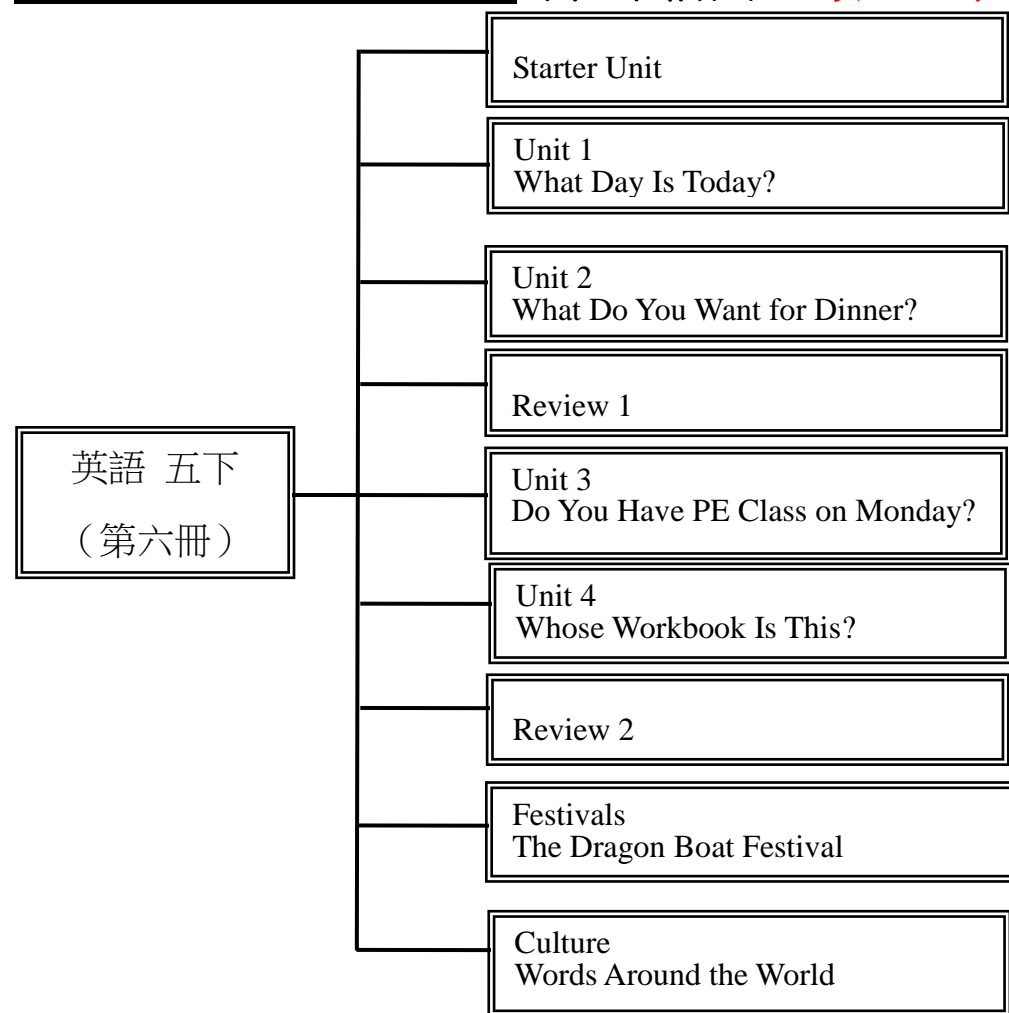 Starter Unit
Unit 1
What Day Is Today?
Unit 2
What Do You Want for Dinner?
Review 1
英語 五下
（第六冊）
Unit 3
Do You Have PE Class on Monday?
Unit 4
Whose Workbook Is This?
Review 2
Festivals
The Dragon Boat Festival
Culture
Words Around the World